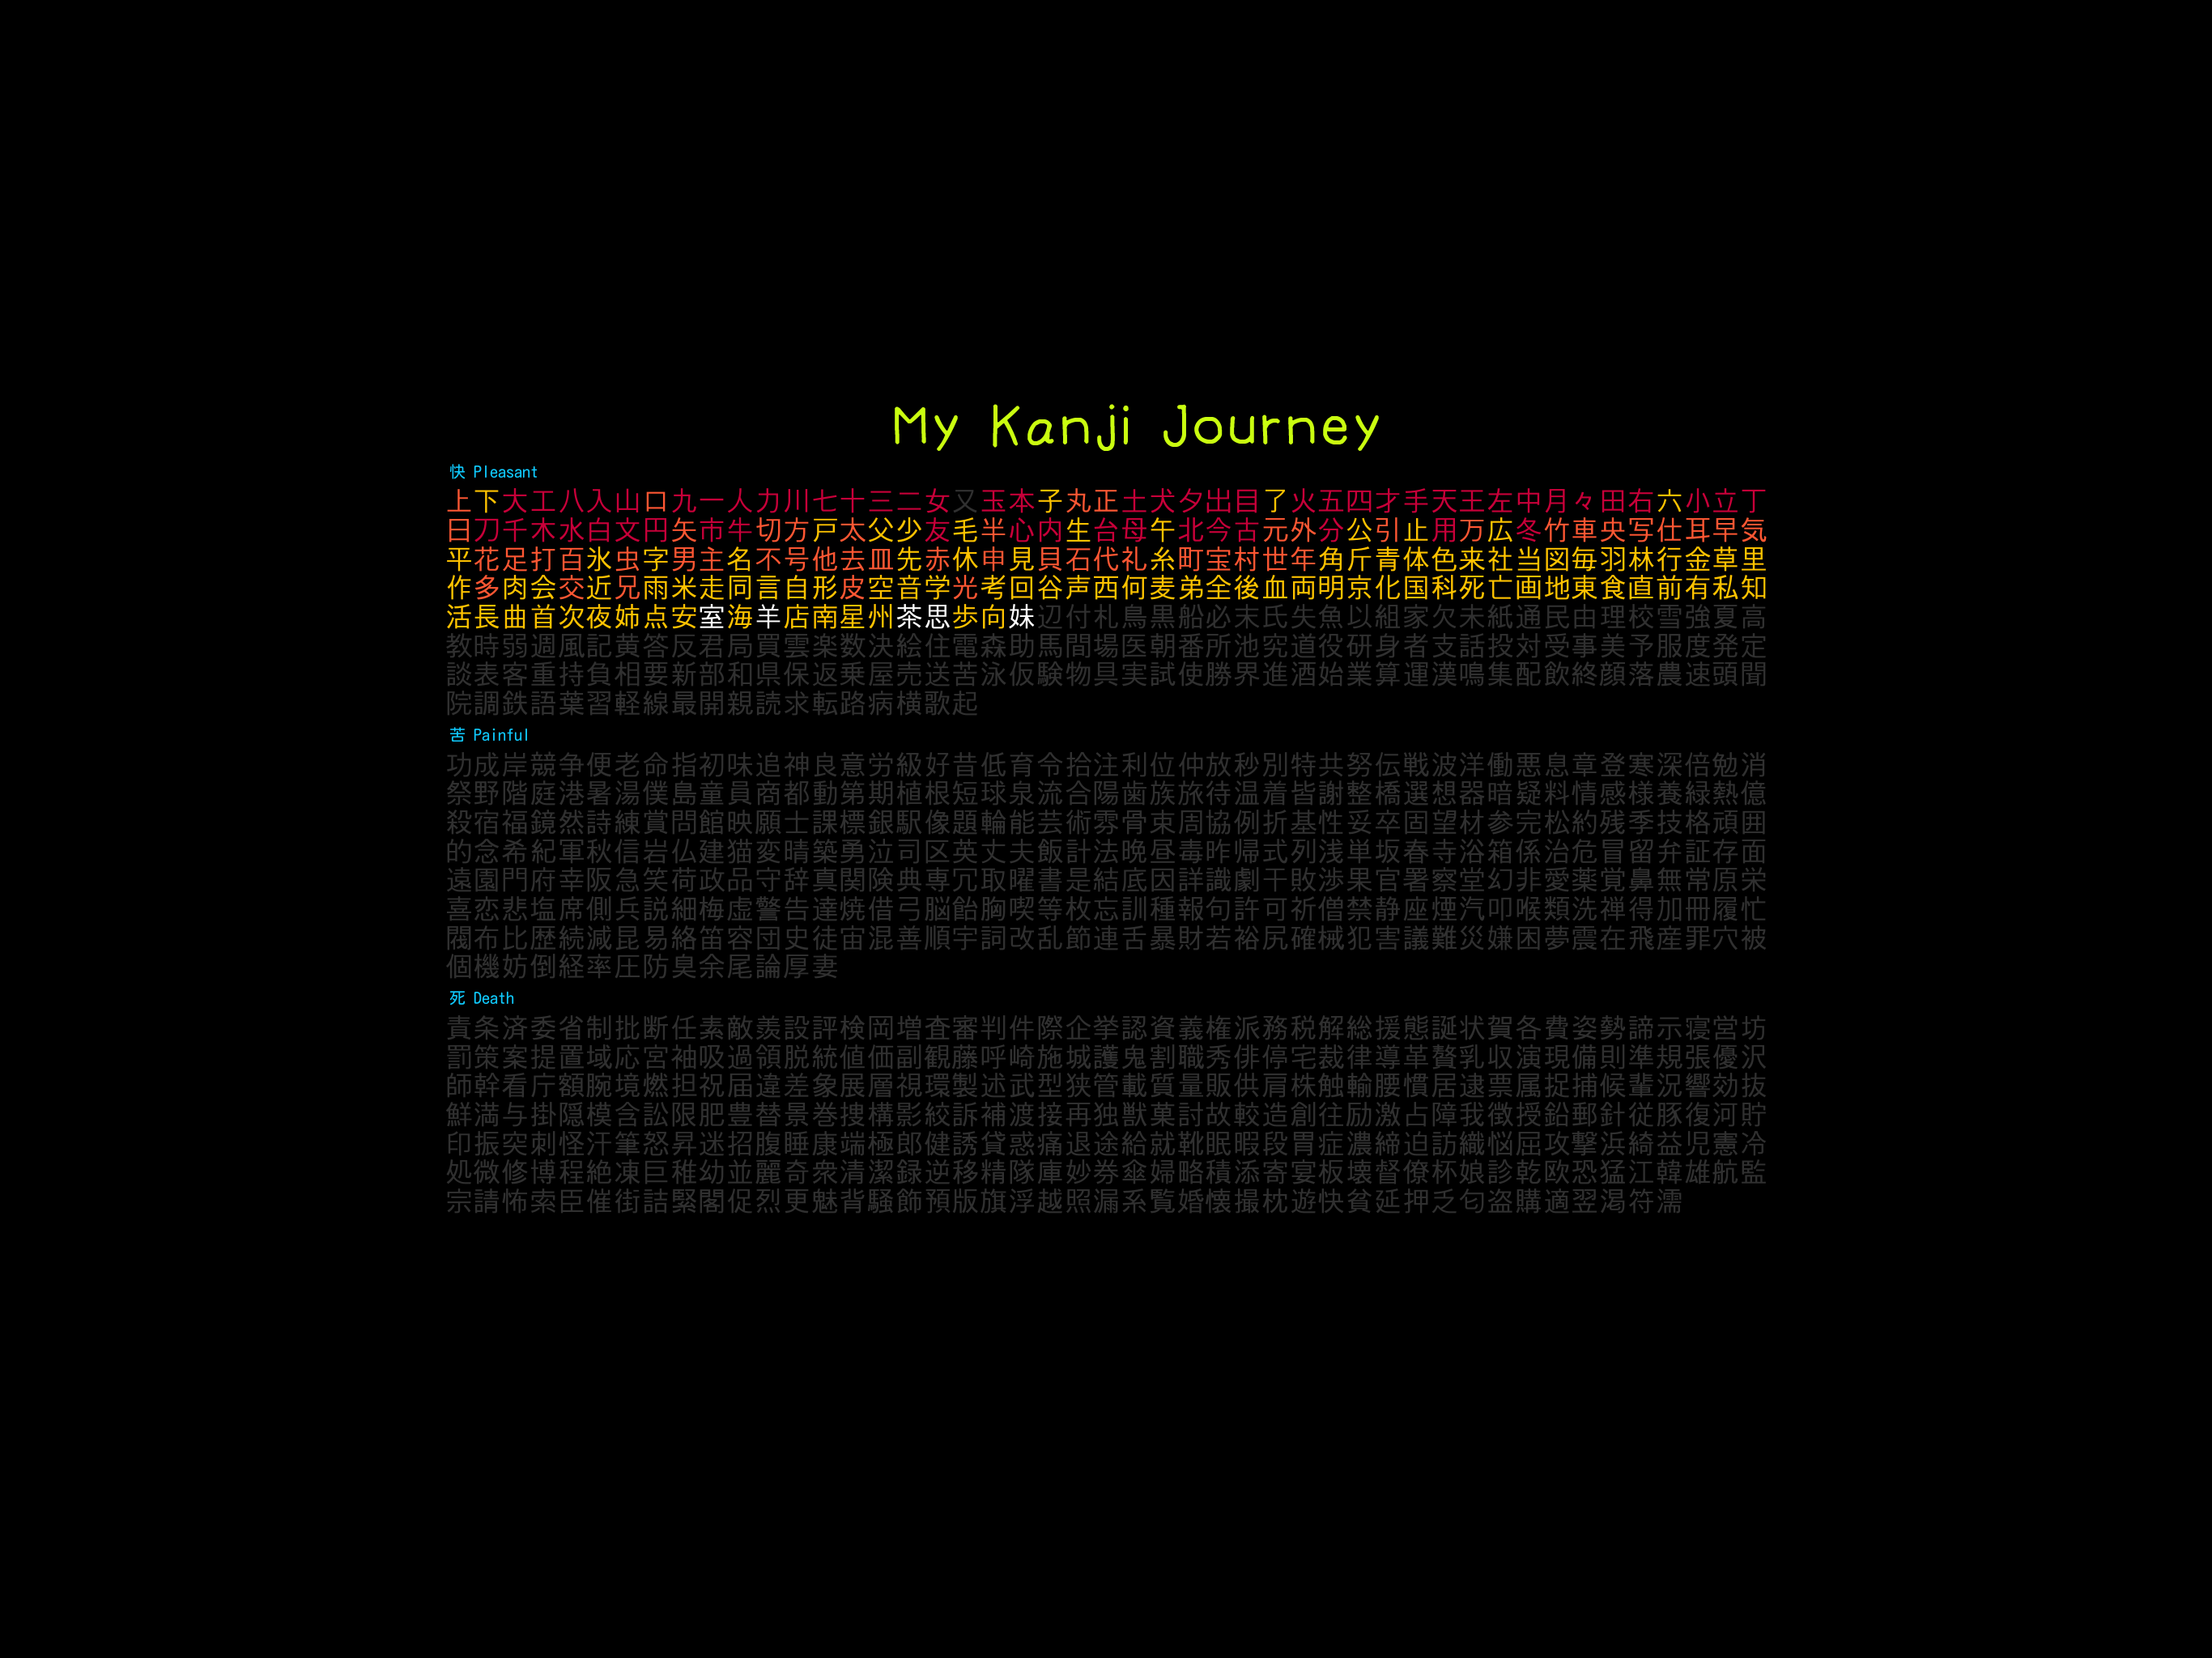 My Kanji Journey
快 Pleasant
上下大工八入山口九一人力川七十三二女又玉本子丸正土犬夕出目了火五四才手天王左中月々田右六小立丁
日刀千木水白文円矢市牛切方戸太父少友毛半心内生台母午北今古元外分公引止用万広冬竹車央写仕耳早気
平花足打百氷虫字男主名不号他去皿先赤休申見貝石代礼糸町宝村世年角斤青体色来社当図毎羽林行金草里
作多肉会交近兄雨米走同言自形皮空音学光考回谷声西何麦弟全後血両明京化国科死亡画地東食直前有私知
活長曲首次夜姉点安室海羊店南星州茶思歩向妹辺付札鳥黒船必末氏失魚以組家欠未紙通民由理校雪強夏高
教時弱週風記黄答反君局買雲楽数決絵住電森助馬間場医朝番所池究道役研身者支話投対受事美予服度発定
談表客重持負相要新部和県保返乗屋売送苦泳仮験物具実試使勝界進酒始業算運漢鳴集配飲終顔落農速頭聞
院調鉄語葉習軽線最開親読求転路病横歌起
苦 Painful
功成岸競争便老命指初味追神良意労級好昔低育令拾注利位仲放秒別特共努伝戦波洋働悪息章登寒深倍勉消
祭野階庭港暑湯僕島童員商都動第期植根短球泉流合陽歯族旅待温着皆謝整橋選想器暗疑料情感様養緑熱億
殺宿福鏡然詩練賞問館映願士課標銀駅像題輪能芸術雰骨束周協例折基性妥卒固望材参完松約残季技格頑囲
的念希紀軍秋信岩仏建猫変晴築勇泣司区英丈夫飯計法晩昼毒昨帰式列浅単坂春寺浴箱係治危冒留弁証存面
遠園門府幸阪急笑荷政品守辞真関険典専冗取曜書是結底因詳識劇干敗渉果官署察堂幻非愛薬覚鼻無常原栄
喜恋悲塩席側兵説細梅虚警告達焼借弓脳飴胸喫等枚忘訓種報句許可祈僧禁静座煙汽叩喉類洗禅得加冊履忙
閥布比歴続減昆易絡笛容団史徒宙混善順宇詞改乱節連舌暴財若裕尻確械犯害議難災嫌困夢震在飛産罪穴被
個機妨倒経率圧防臭余尾論厚妻
死 Death
責条済委省制批断任素敵羨設評検岡増査審判件際企挙認資義権派務税解総援態誕状賀各費姿勢諦示寝営坊
罰策案提置域応宮袖吸過領脱統値価副観藤呼崎施城護鬼割職秀俳停宅裁律導革贅乳収演現備則準規張優沢
師幹看庁額腕境燃担祝届違差象展層視環製述武型狭管載質量販供肩株触輸腰慣居逮票属捉捕候輩況響効抜
鮮満与掛隠模含訟限肥豊替景巻捜構影絞訴補渡接再独獣菓討故較造創往励激占障我徴授鉛郵針従豚復河貯
印振突刺怪汗筆怒昇迷招腹睡康端極郎健誘貸惑痛退途給就靴眠暇段胃症濃締迫訪織悩屈攻撃浜綺益児憲冷
処微修博程絶凍巨稚幼並麗奇衆清潔録逆移精隊庫妙券傘婦略積添寄宴板壊督僚杯娘診乾欧恐猛江韓雄航監
宗請怖索臣催街詰緊閣促烈更魅背騒飾預版旗浮越照漏系覧婚懐撮枕遊快貧延押乏匂盗購適翌渇符濡